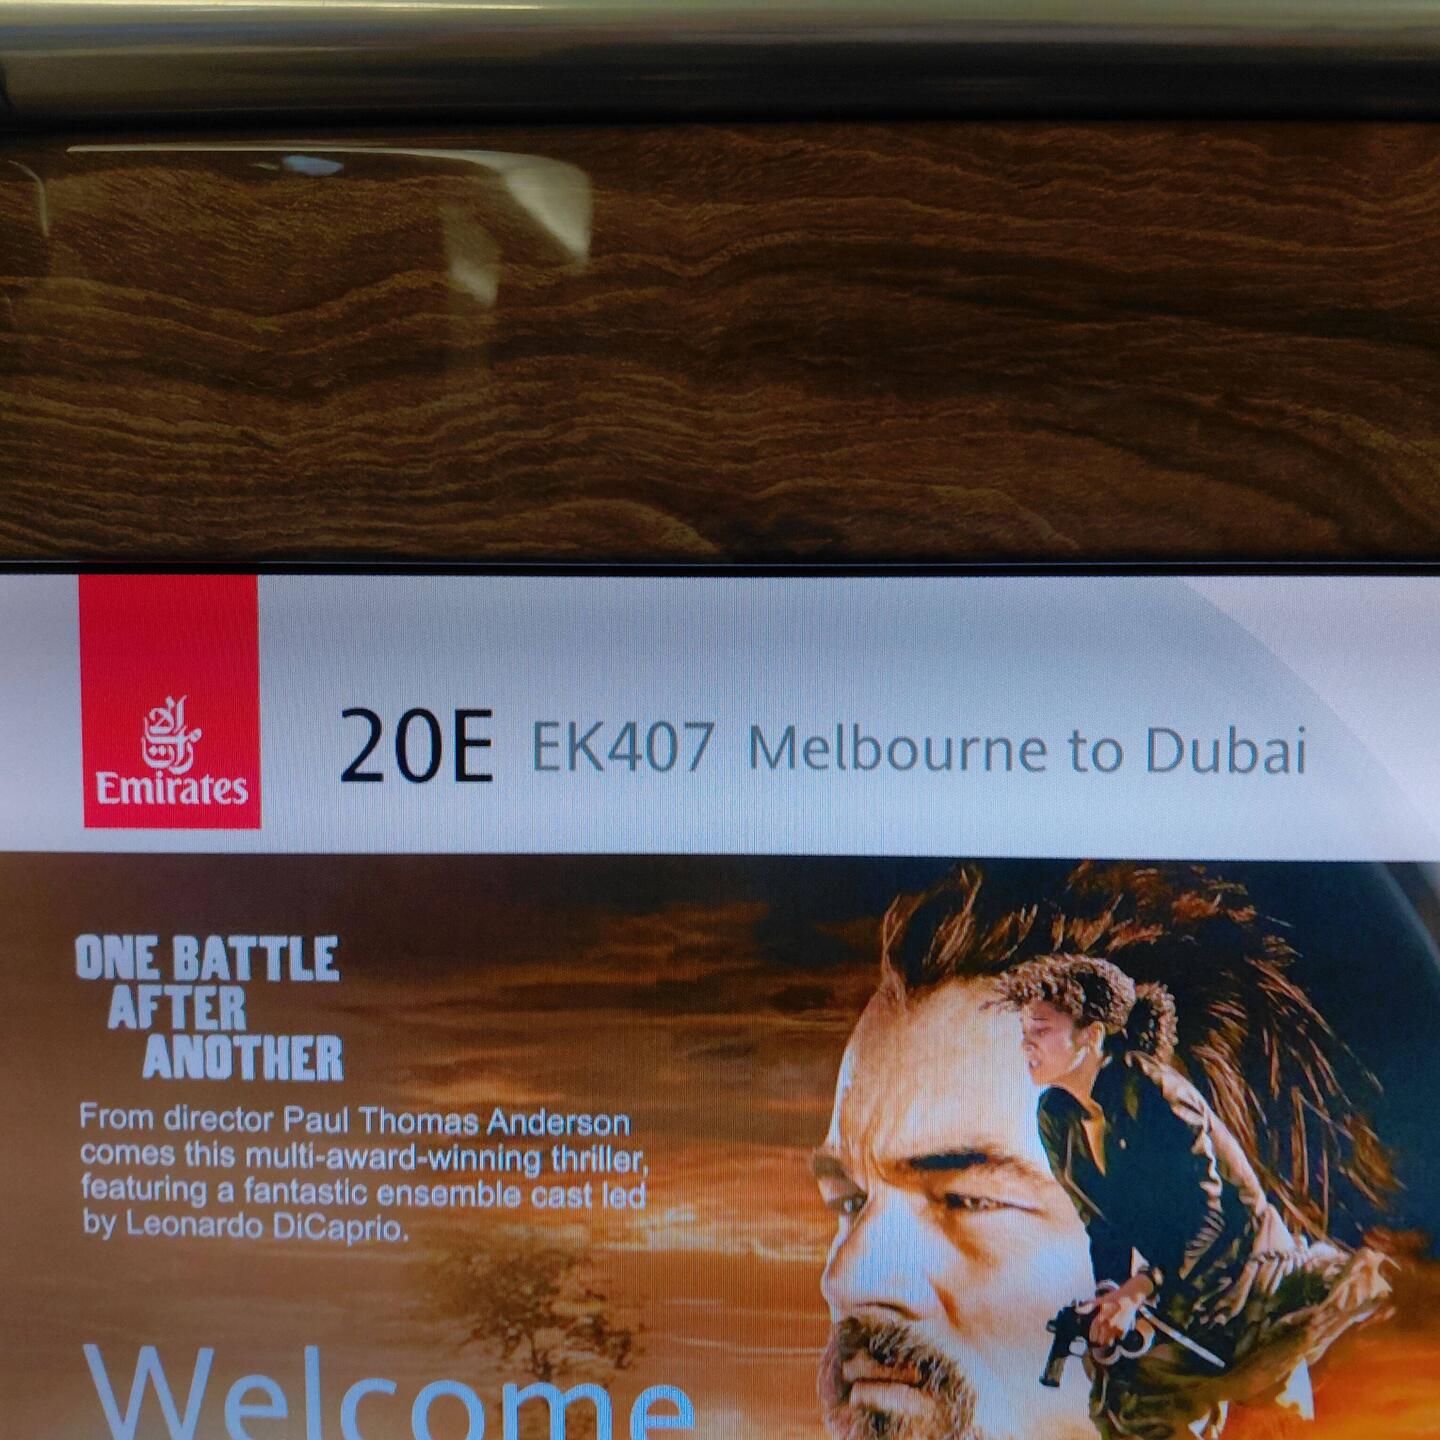 Emirates
20E EK407 Melbourne to Dubai
ONE BATTLE
AFTER
ANOTHER
From director Paul Thomas Anderson
comes this multi-award-winning thriller,
featuring a fantastic ensemble cast led
by Leonardo DiCaprio.
Welcome